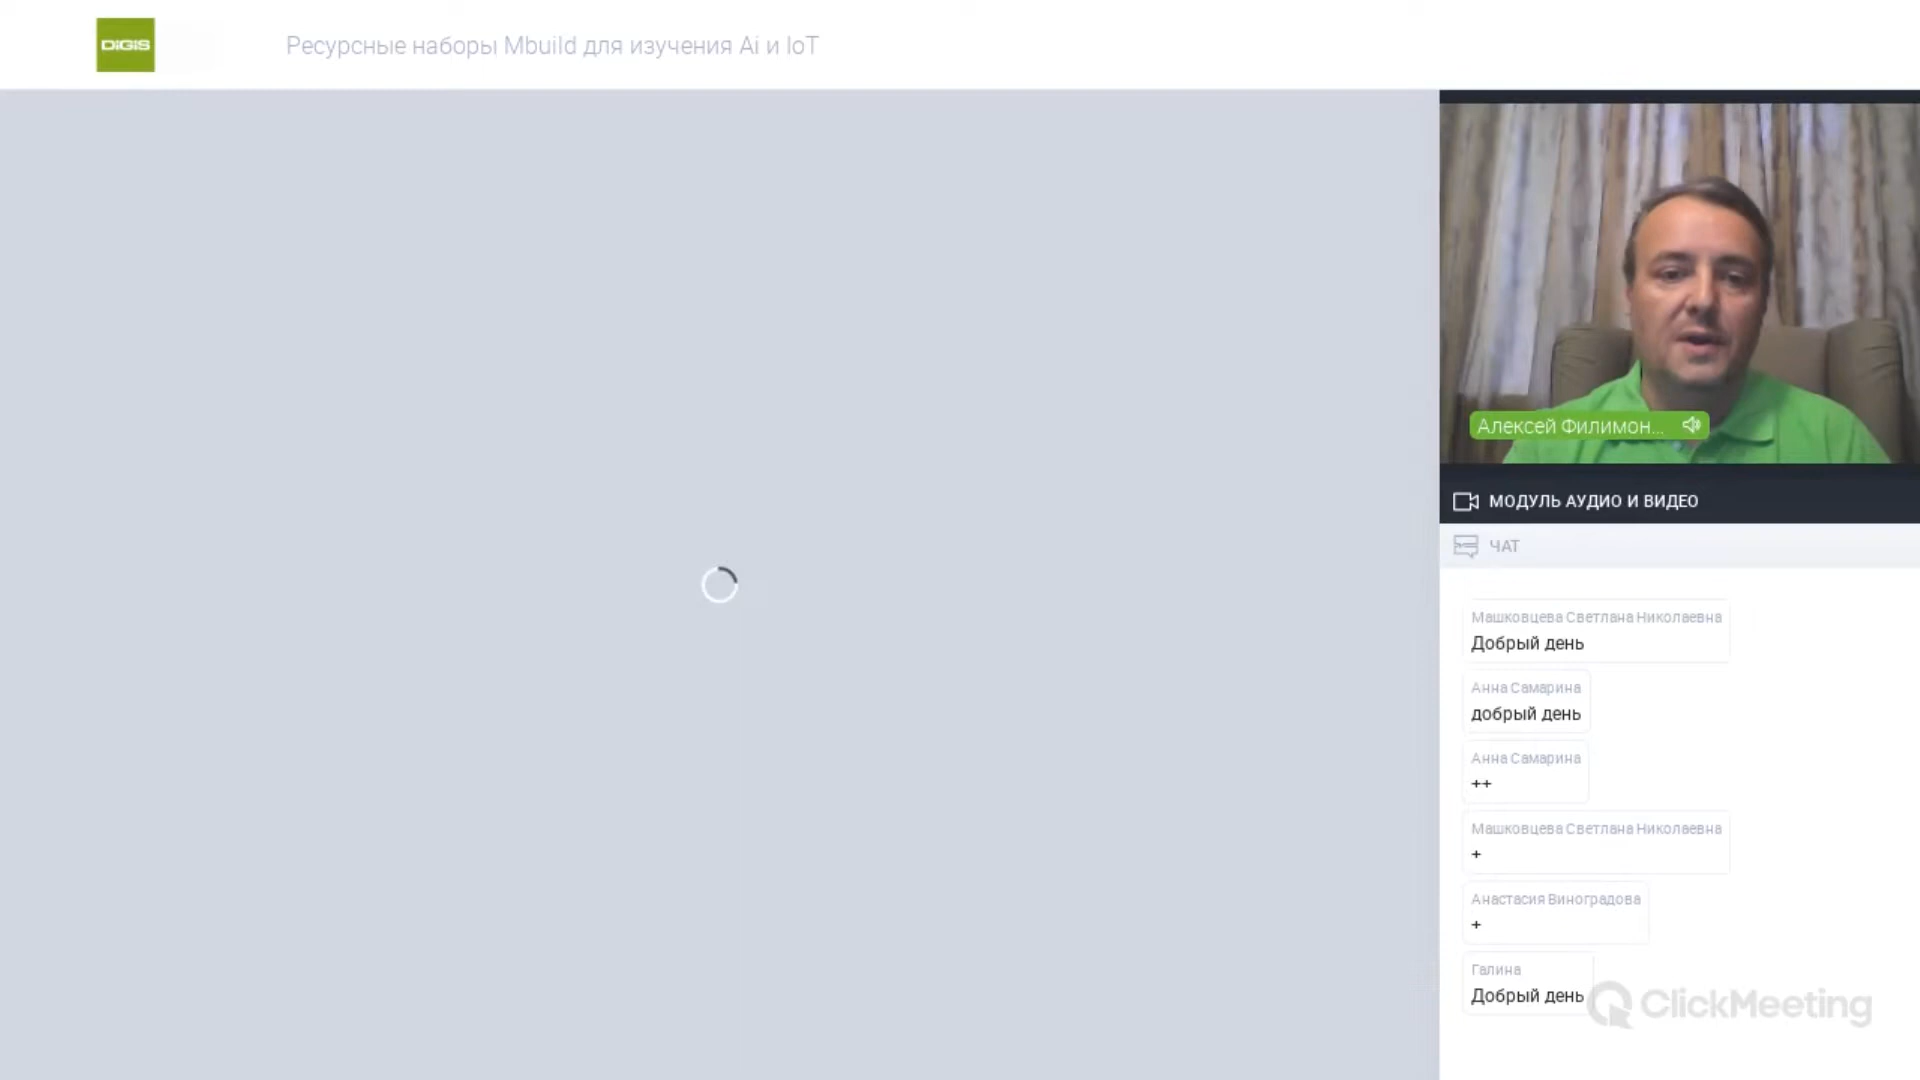 DIGIS
Ресурсные наборы Mbuild для изучения Ai и IoT
Алексей Филимон...
МОДУЛЬ АУДИО И ВИДЕО
ЧАТ
Машковцева Светлана Николаевна
Добрый день
Анна Самарина
добрый день
Анна Самарина
++
Машковцева Светлана Николаевна
+
Анастасия Виноградова
+
Галина
Добрый день
ClickMeeting